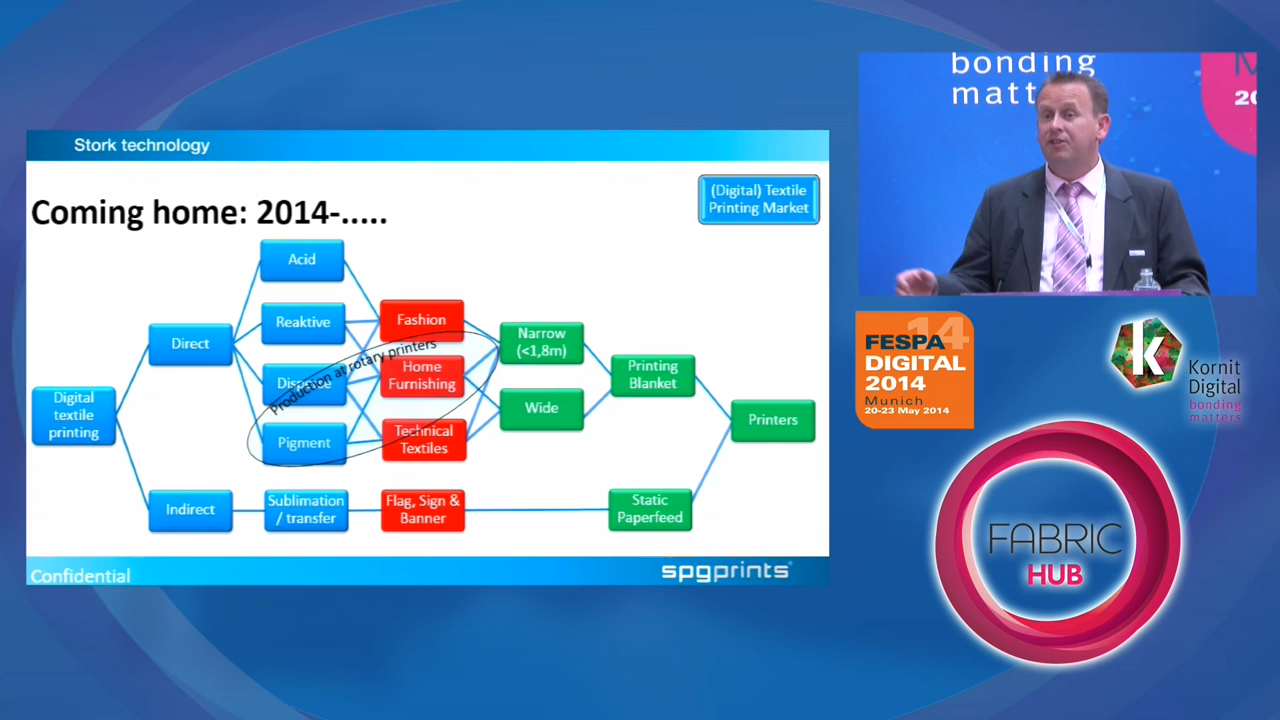 Stork technology
Coming home: 2014-.....
(Digital) Textile
Printing Market
Acid
Reaktive
Disperse
Pigment
Direct
Digital
textile
printing
Indirect
Sublimation
/ transfer
Fashion
Home
Furnishing
Technical
Textiles
Flag, Sign &
Banner
Production at rotary printers
Narrow
(<1,8m)
Wide
Printing
Blanket
Static
Paperfeed
Printers
Confidential
spgprints®
bonding
matt
M
20
FESPA 14
DIGITAL
2014
Munich
20-23 May 2014
k
Kornit
Digital
bonding
matters
FABRIC
HUB